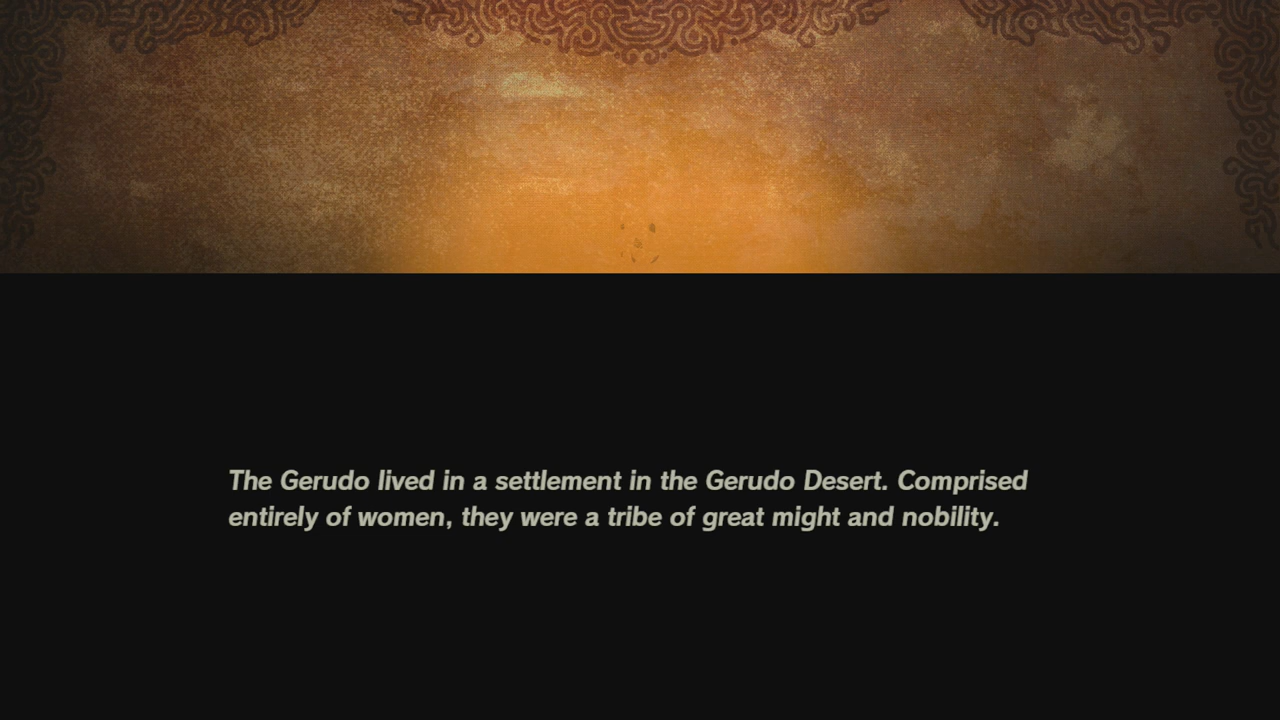 The Gerudo lived in a settlement in the Gerudo Desert. Comprised
entirely of women, they were a tribe of great might and nobility.